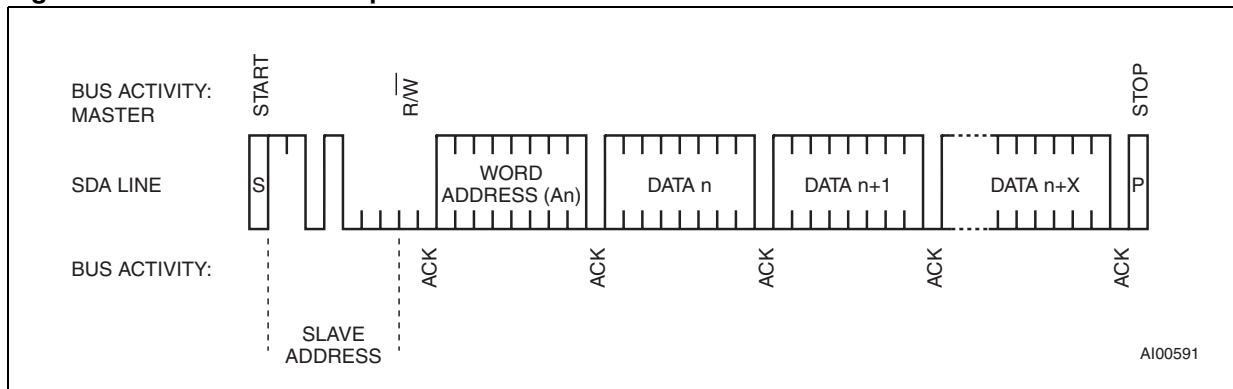 BUS ACTIVITY:
MASTER
START
R/W
STOP
SDA LINE
S
WORD
ADDRESS (An)
DATA n
DATA n+1
DATA n+X
P
BUS ACTIVITY:
ACK
ACK
ACK
ACK
ACK
SLAVE
ADDRESS
AI00591